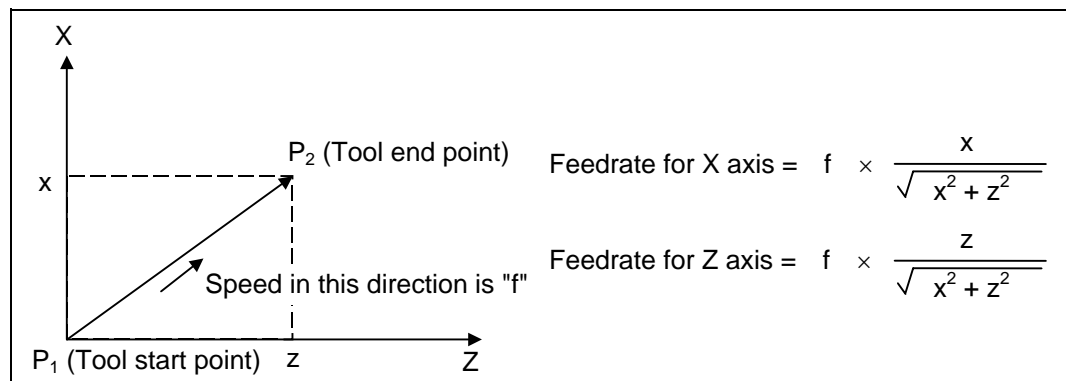 X
P₂ (Tool end point)
x
Speed in this direction is "f"
P₁ (Tool start point)
z
Z
Feedrate for X axis = f × x / √(x² + z²)
Feedrate for Z axis = f × z / √(x² + z²)